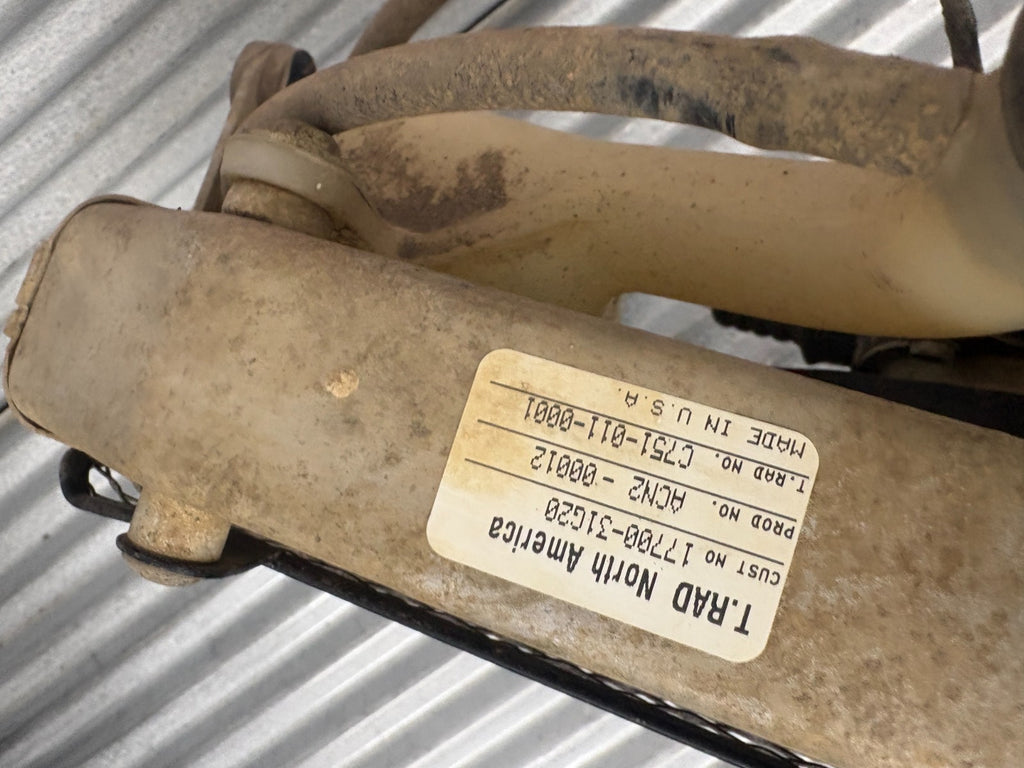 T.RAD North America
CUST NO 17700-31G20
PROD NO. ACN2 - 00012
T.RAD NO. C751-011-0001
MADE IN U.S.A.